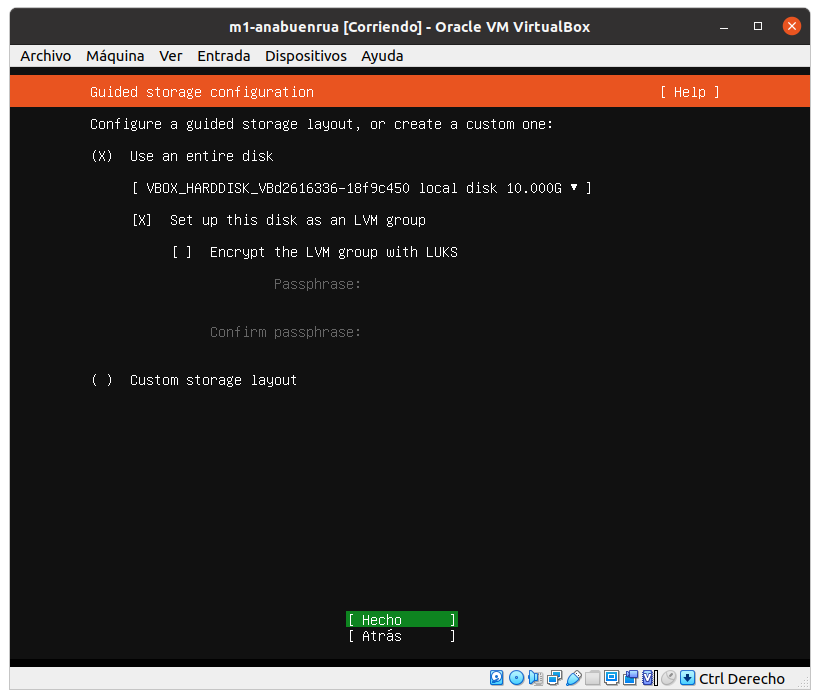 m1-anabuenrua [Corriendo] - Oracle VM VirtualBox
Archivo Máquina Ver Entrada Dispositivos Ayuda
Guided storage configuration [ Help ]
Configure a guided storage layout, or create a custom one:
(X) Use an entire disk
[ VBOX_HARDDISK_VBd2616336-18f9c450 local disk 10.000G ▾ ]
[X] Set up this disk as an LVM group
[ ] Encrypt the LVM group with LUKS
Passphrase:
Confirm passphrase:
( ) Custom storage layout
[ Hecho ]
[ Atrás ]
Ctrl Derecho